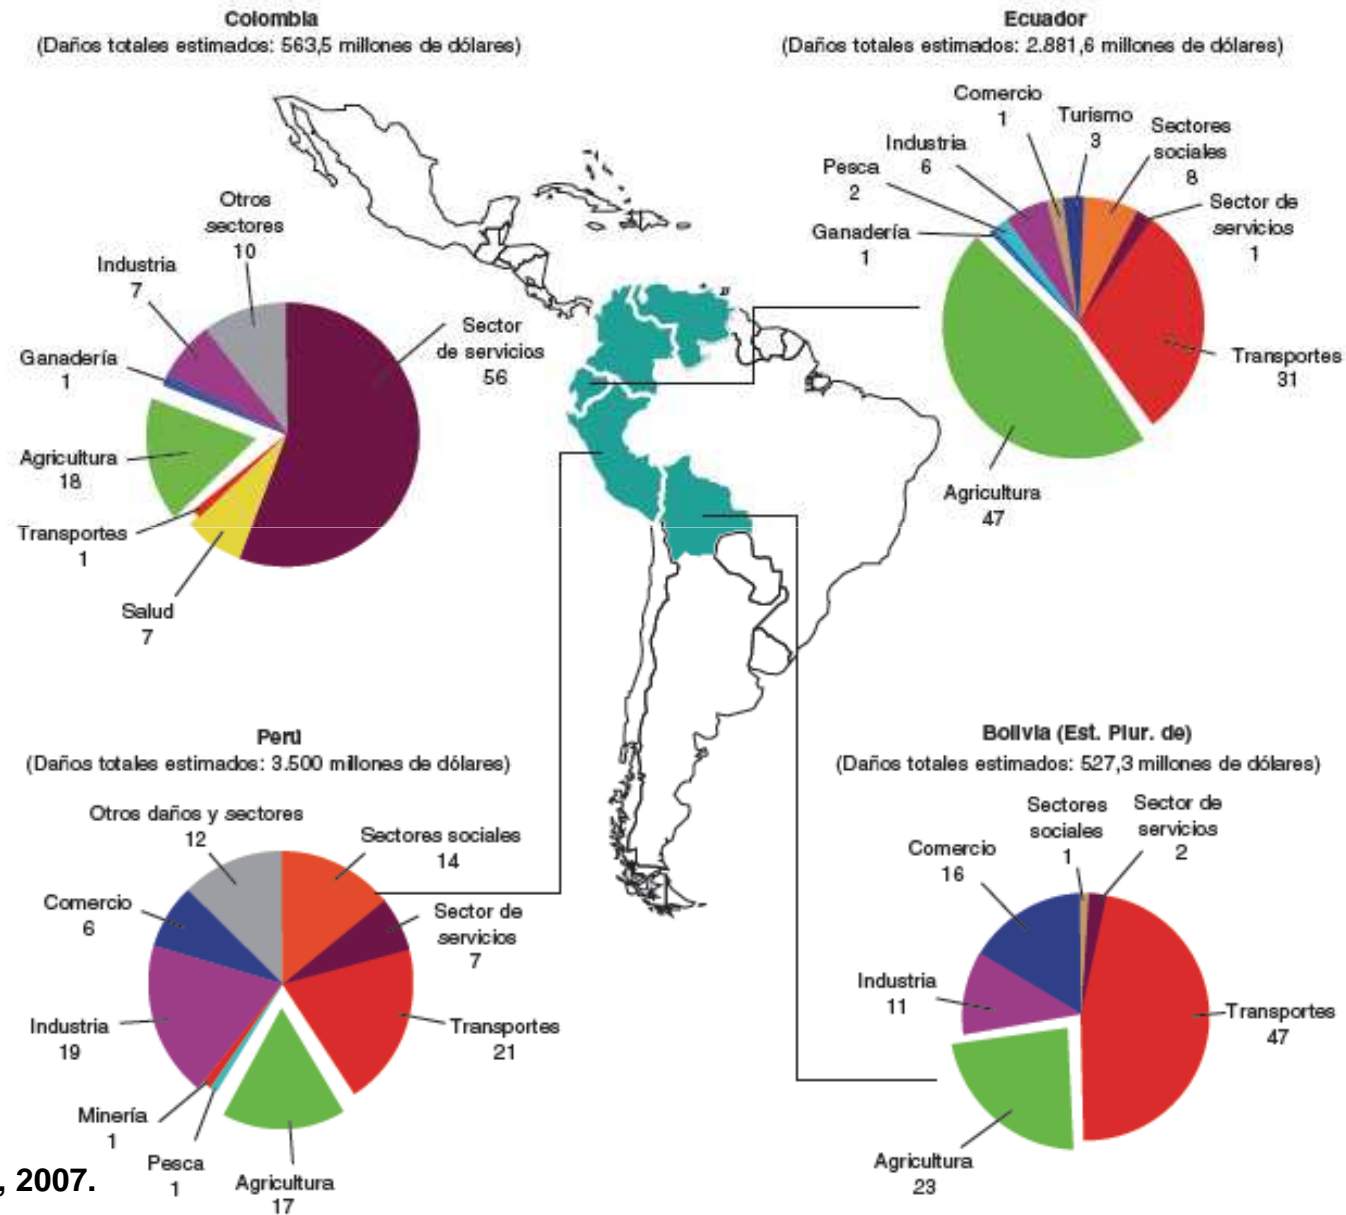 Colombia
(Daños totales estimados: 563,5 millones de dólares)
Otros
sectores
10
Industria
7
Ganadería
1
Sector
de servicios
56
Agricultura
18
Transportes
1
Salud
7
Ecuador
(Daños totales estimados: 2.881,6 millones de dólares)
Comercio
1
Turismo
3
Sectores
sociales
8
Industria
6
Pesca
2
Sector de
servicios
1
Ganadería
1
Transportes
31
Agricultura
47
Perú
(Daños totales estimados: 3.500 millones de dólares)
Otros daños y sectores
12
Sectores sociales
14
Comercio
6
Sector de
servicios
7
Industria
19
Transportes
21
Minería
1
Pesca
1
Agricultura
17
Bolivia (Est. Plur. de)
(Daños totales estimados: 527,3 millones de dólares)
Sectores
sociales
1
Sector de
servicios
2
Comercio
16
Industria
11
Transportes
47
Agricultura
23
, 2007.